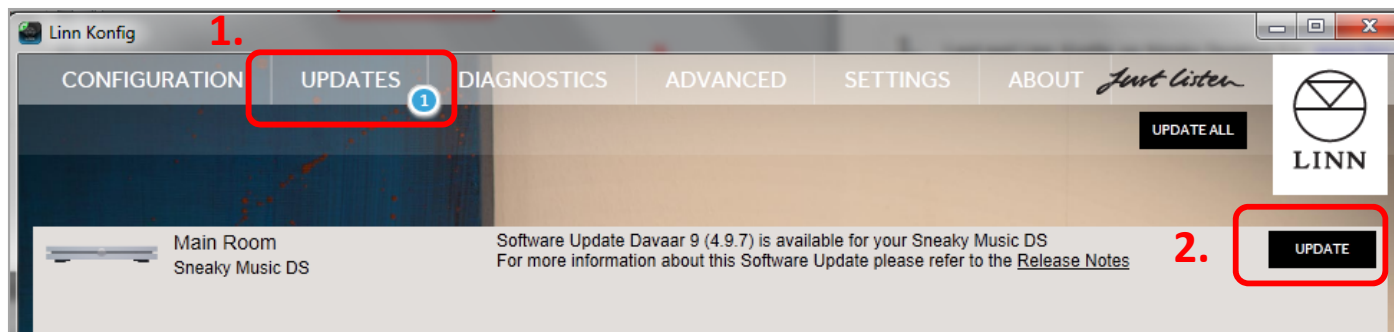 Linn Konfig
1.
CONFIGURATION UPDATES 1 DIAGNOSTICS ADVANCED SETTINGS ABOUT Just listen
UPDATE ALL
LINN
Main Room
Sneaky Music DS
Software Update Davaar 9 (4.9.7) is available for your Sneaky Music DS
For more information about this Software Update please refer to the Release Notes
2.
UPDATE